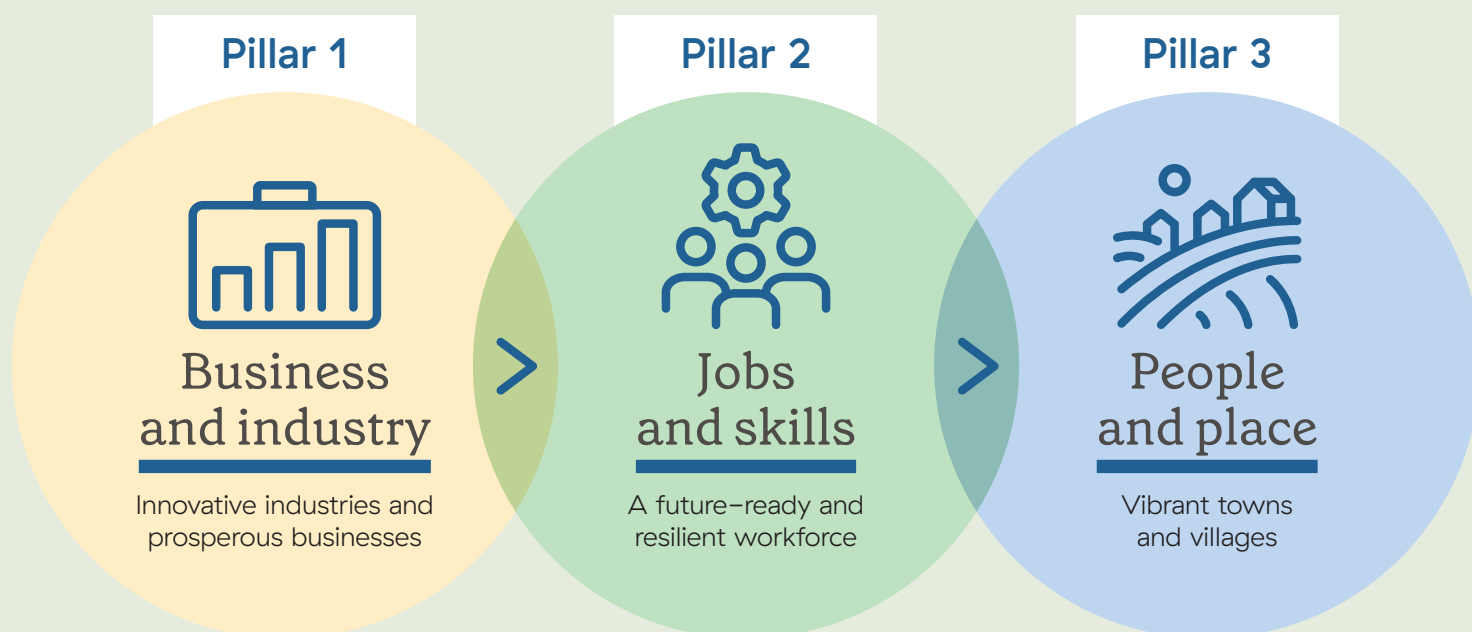 Pillar 1
Business
and industry
Innovative industries and
prosperous businesses
Pillar 2
Jobs
and skills
A future-ready and
resilient workforce
Pillar 3
People
and place
Vibrant towns
and villages